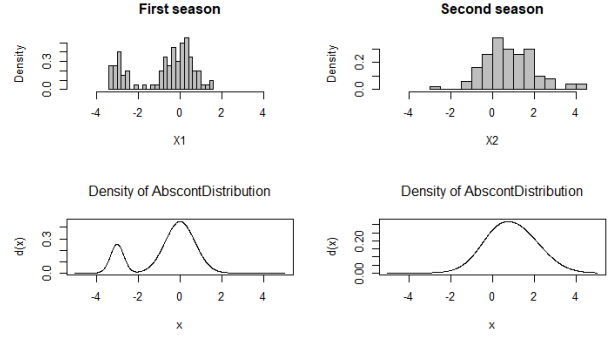 First season
Density
0.0
0.3
-4 -2 0 2 4
X1
Second season
Density
0.0
0.2
-4 -2 0 2 4
X2
Density of AbscontDistribution
d(x)
0.0
0.3
-4 -2 0 2 4
x
Density of AbscontDistribution
d(x)
0.00
0.20
-4 -2 0 2 4
x